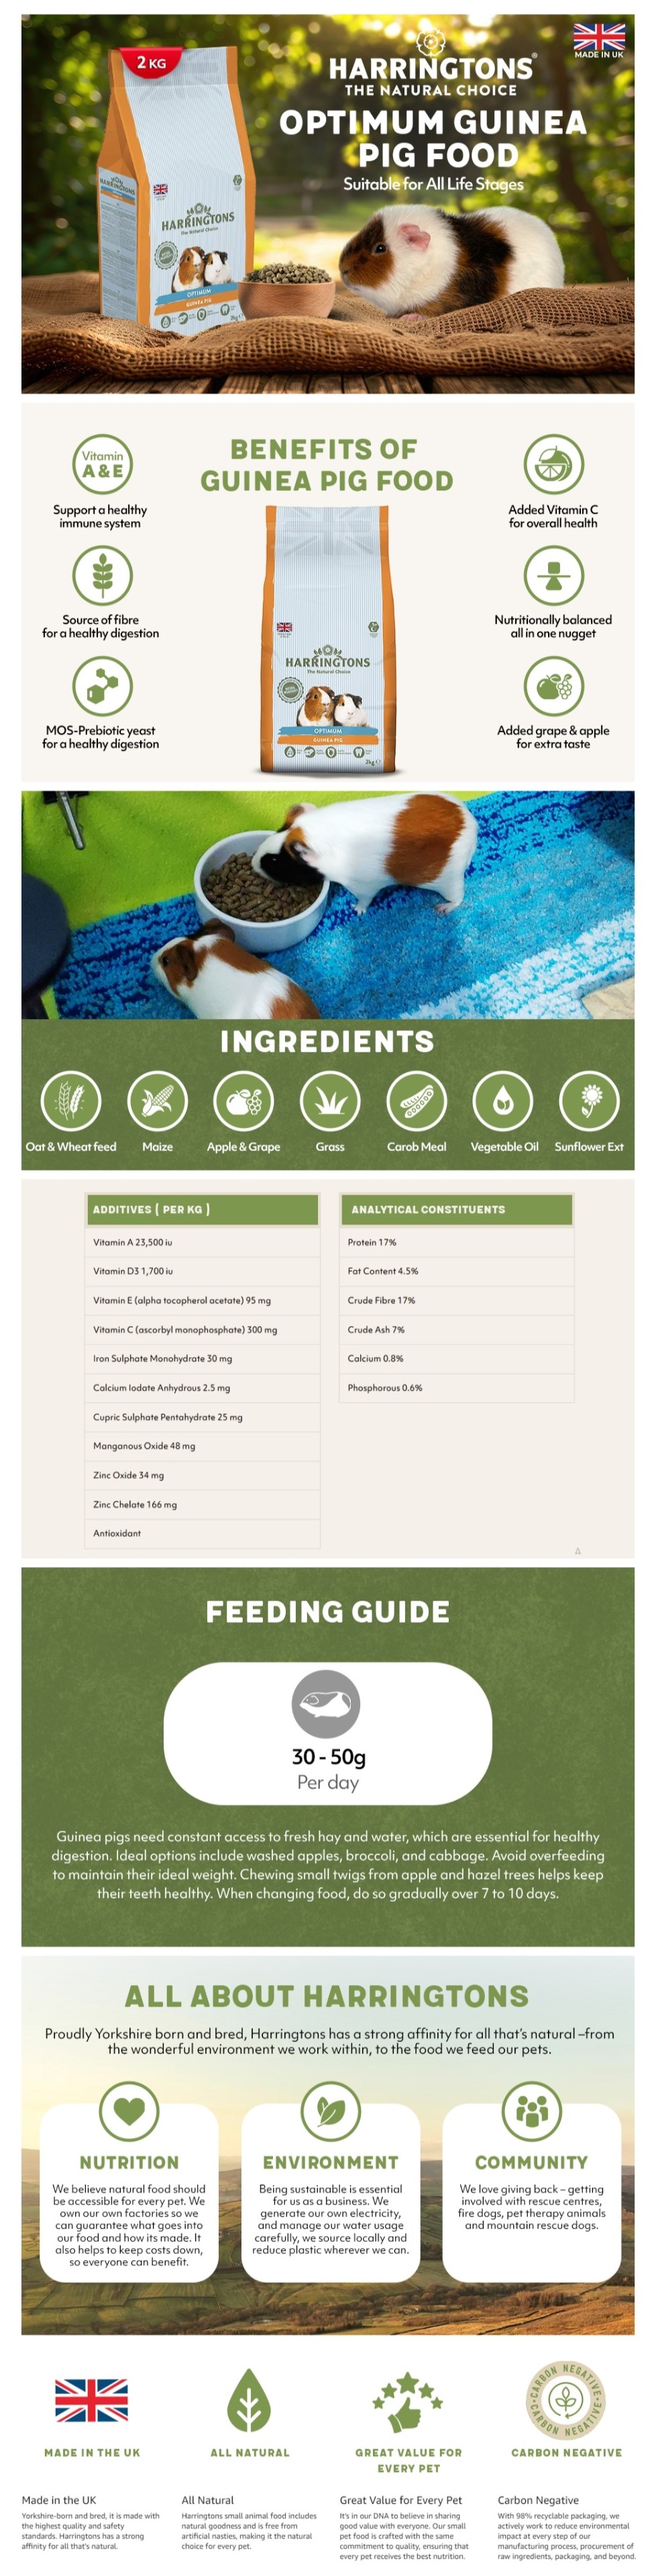 2 KG
HARRINGTONS®
THE NATURAL CHOICE
MADE IN UK
OPTIMUM GUINEA
PIG FOOD
Suitable for All Life Stages
HARRINGTONS
HARRINGTONS
The Natural Choice
OPTIMUM
GUINEA PIG
2kg e
BENEFITS OF
GUINEA PIG FOOD
Vitamin
A & E
Support a healthy
immune system
Source of fibre
for a healthy digestion
MOS-Prebiotic yeast
for a healthy digestion
HARRINGTONS
The Natural Choice
OPTIMUM
GUINEA PIG
2kg e
Added Vitamin C
for overall health
Nutritionally balanced
all in one nugget
Added grape & apple
for extra taste
INGREDIENTS
Oat & Wheat feed
Maize
Apple & Grape
Grass
Carob Meal
Vegetable Oil
Sunflower Ext
ADDITIVES ( PER KG )
Vitamin A 23,500 iu
Vitamin D3 1,700 iu
Vitamin E (alpha tocopherol acetate) 95 mg
Vitamin C (ascorbyl monophosphate) 300 mg
Iron Sulphate Monohydrate 30 mg
Calcium Iodate Anhydrous 2.5 mg
Cupric Sulphate Pentahydrate 25 mg
Manganous Oxide 48 mg
Zinc Oxide 34 mg
Zinc Chelate 166 mg
Antioxidant
ANALYTICAL CONSTITUENTS
Protein 17%
Fat Content 4.5%
Crude Fibre 17%
Crude Ash 7%
Calcium 0.8%
Phosphorous 0.6%
FEEDING GUIDE
30 - 50g
Per day
Guinea pigs need constant access to fresh hay and water, which are essential for healthy
digestion. Ideal options include washed apples, broccoli, and cabbage. Avoid overfeeding
to maintain their ideal weight. Chewing small twigs from apple and hazel trees helps keep
their teeth healthy. When changing food, do so gradually over 7 to 10 days.
ALL ABOUT HARRINGTONS
Proudly Yorkshire born and bred, Harringtons has a strong affinity for all that's natural –from
the wonderful environment we work within, to the food we feed our pets.
NUTRITION
We believe natural food should
be accessible for every pet. We
own our own factories so we
can guarantee what goes into
our food and how its made. It
also helps to keep costs down,
so everyone can benefit.
ENVIRONMENT
Being sustainable is essential
for us as a business. We
generate our own electricity,
and manage our water usage
carefully, we source locally and
reduce plastic wherever we can.
COMMUNITY
We love giving back – getting
involved with rescue centres,
fire dogs, pet therapy animals
and mountain rescue dogs.
CARBON NEGATIVE
CARBON NEGATIVE
MADE IN THE UK
ALL NATURAL
GREAT VALUE FOR
EVERY PET
CARBON NEGATIVE
Made in the UK
Yorkshire-born and bred, it is made with
the highest quality and safety
standards. Harringtons has a strong
affinity for all that's natural.
All Natural
Harringtons small animal food includes
natural goodness and is free from
artificial nasties, making it the natural
choice for every pet.
Great Value for Every Pet
It's in our DNA to believe in sharing
good value with everyone. Our small
pet food is crafted with the same
commitment to quality, ensuring that
every pet receives the best nutrition.
Carbon Negative
With 98% recyclable packaging, we
actively work to reduce environmental
impact at every step of our
manufacturing process, procurement of
raw ingredients, packaging, and beyond.